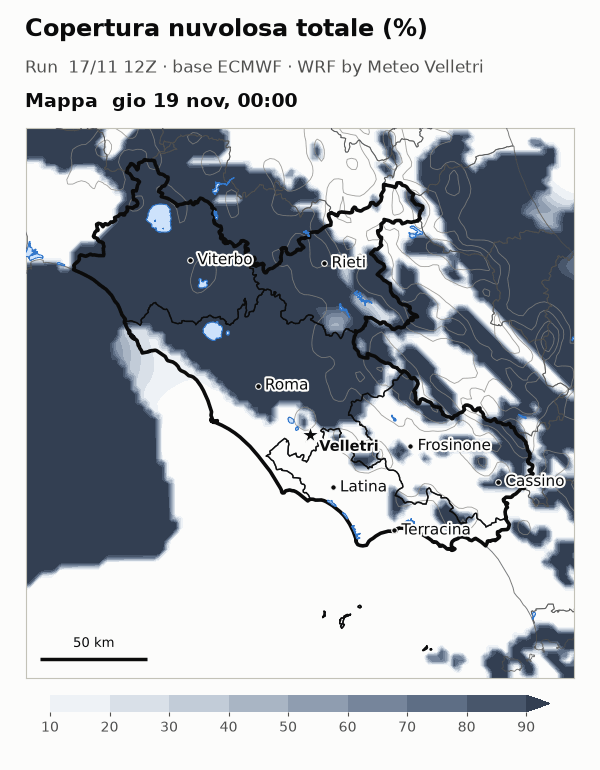 Copertura nuvolosa totale (%)
Run  17/11 12Z · base ECMWF · WRF by Meteo Velletri
Mappa  gio 19 nov, 00:00
Viterbo
Rieti
Roma
Velletri
Frosinone
Cassino
Latina
Terracina
50 km
10 20 30 40 50 60 70 80 90